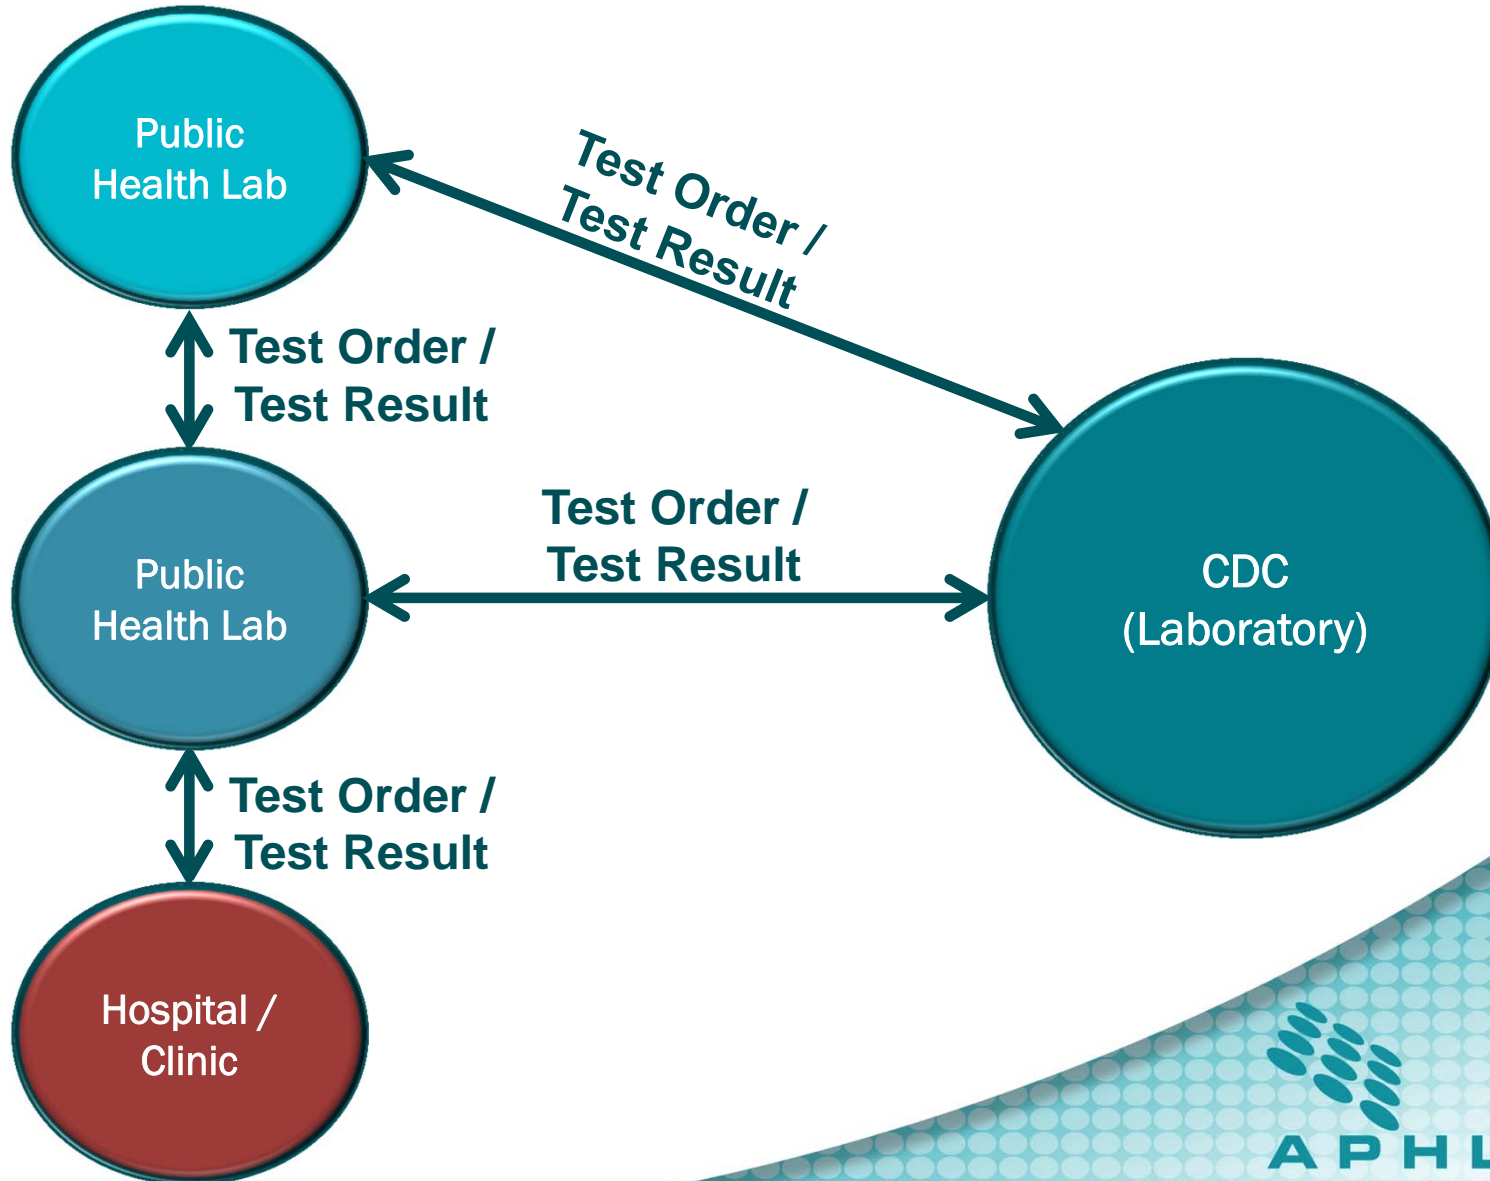 Public
Health Lab
Test Order /
Test Result
Test Order /
Test Result
Public
Health Lab
Test Order /
Test Result
CDC
(Laboratory)
Test Order /
Test Result
Hospital /
Clinic
APHL